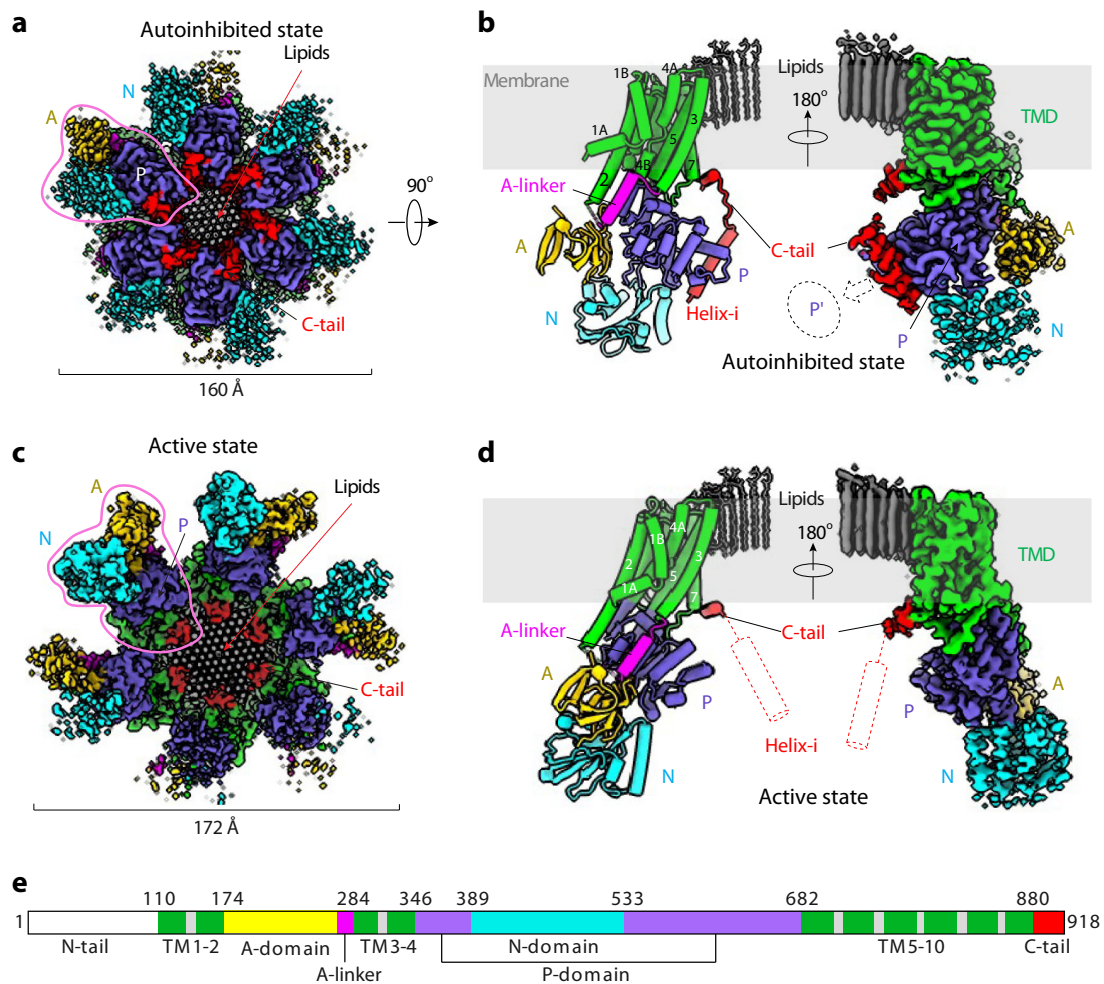 a
Autoinhibited state
Lipids
N
A
P
C-tail
160 Å
90°
b
Membrane
Lipids
180°
TMD
1B
4A
1A
3
5
4B
2
7
A-linker
A
P
N
C-tail
Helix-i
P'
P
A
N
Autoinhibited state
c
Active state
Lipids
A
P
N
C-tail
172 Å
d
Lipids
180°
TMD
4A
1B
3
2
5
1A
7
A-linker
C-tail
A
P
N
Helix-i
P
A
N
Active state
e
110 174 284 346 389 533 682 880
1 918
N-tail TM1-2 A-domain TM3-4 N-domain TM5-10 C-tail
A-linker P-domain